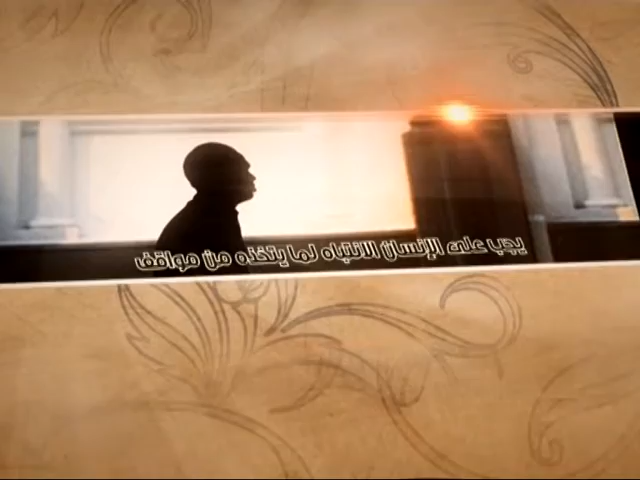 يجب على الإنسان الانتباه لما يتخذه من مواقف